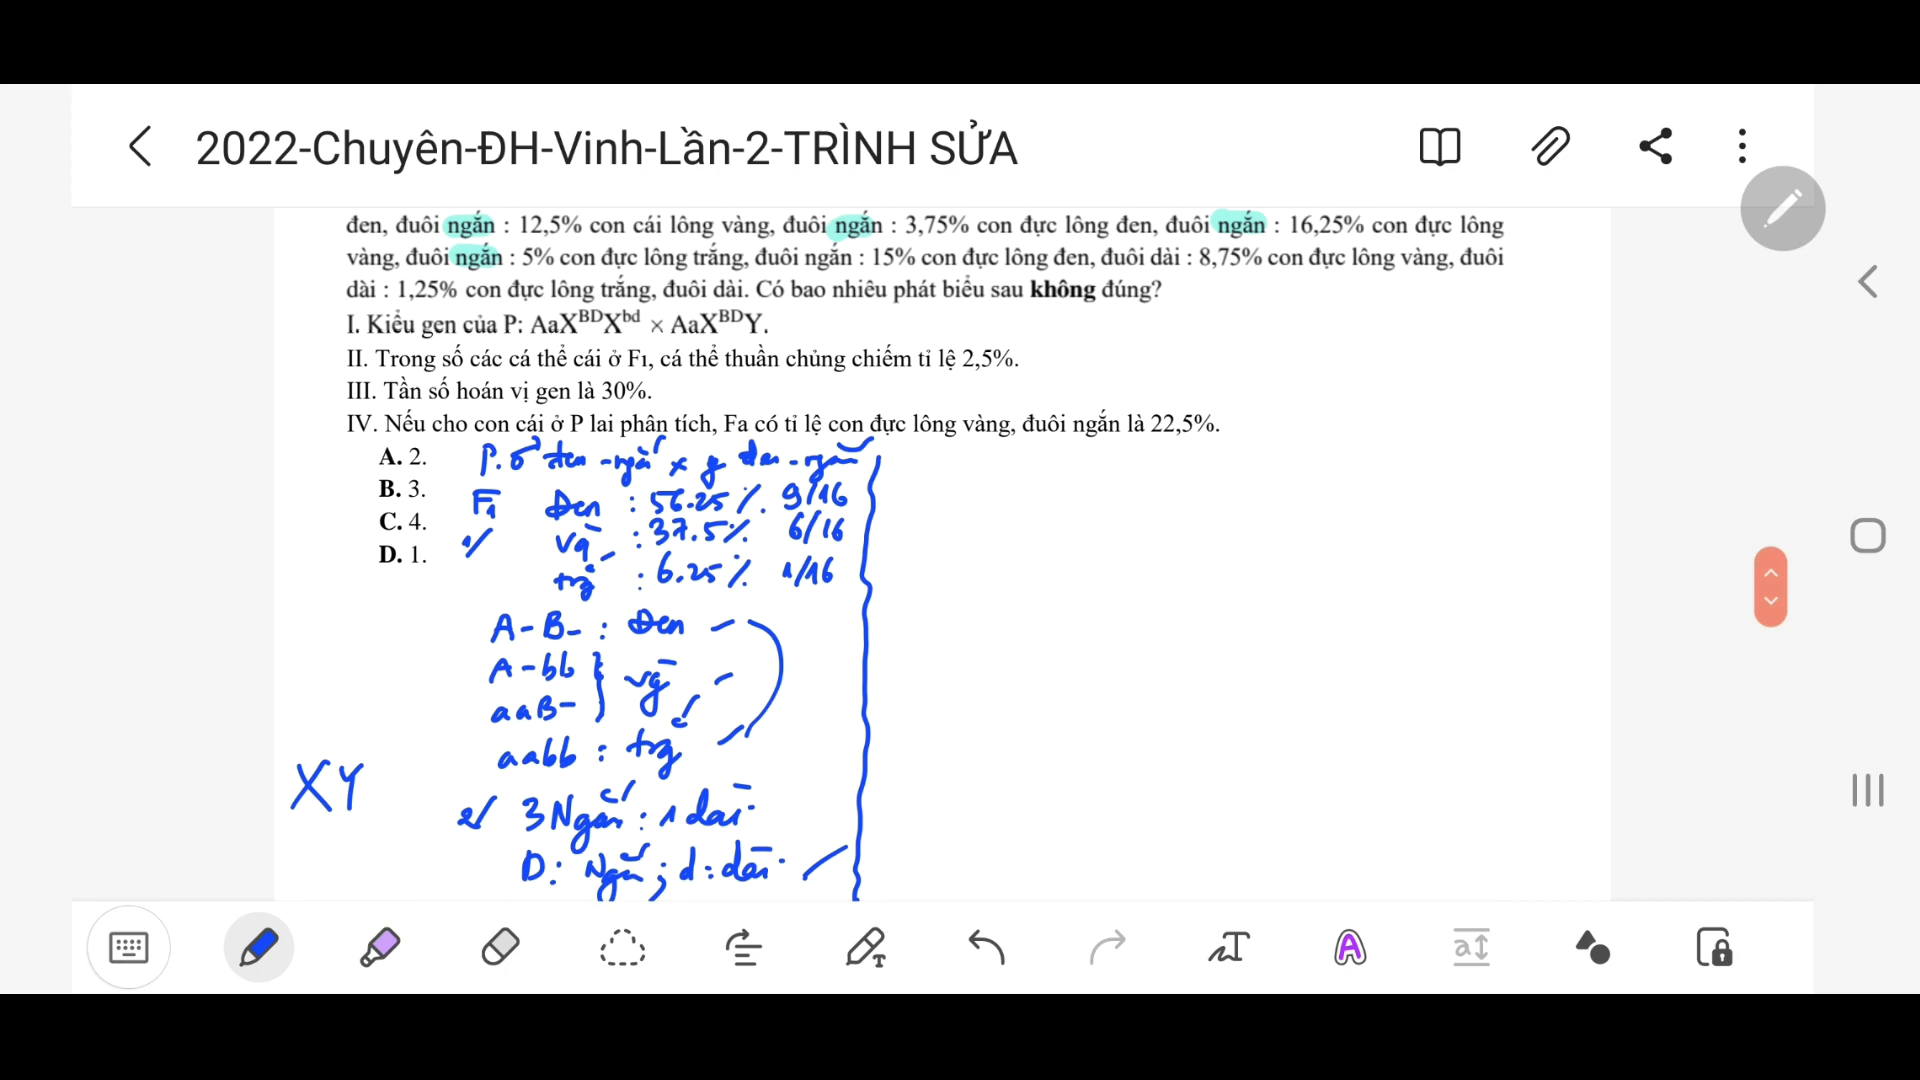 2022-Chuyên-ĐH-Vinh-Lần-2-TRÌNH SỬA
đen, đuôi ngắn : 12,5% con cái lông vàng, đuôi ngắn : 3,75% con đực lông đen, đuôi ngắn : 16,25% con đực lông
vàng, đuôi ngắn : 5% con đực lông trắng, đuôi ngắn : 15% con đực lông đen, đuôi dài : 8,75% con đực lông vàng, đuôi
dài : 1,25% con đực lông trắng, đuôi dài. Có bao nhiêu phát biểu sau không đúng?
I. Kiểu gen của P: AaX^BDX^bd × AaX^BDY.
II. Trong số các cá thể cái ở F1, cá thể thuần chủng chiếm tỉ lệ 2,5%.
III. Tần số hoán vị gen là 30%.
IV. Nếu cho con cái ở P lai phân tích, Fa có tỉ lệ con đực lông vàng, đuôi ngắn là 22,5%.
A. 2.
B. 3.
C. 4.
D. 1.
P. ♂ đen - ngắn × ♀ đen - ngắn
F1 Đen : 56.25%. 9/16
1/ và : 37.5% 6/16
trg : 6.25% 1/16
A-B- : Đen
A-bb
aaB- } vg
aabb : trg
XY
2/ 3 Ngắn : 1 dài
D: Ngắn ; d: dài